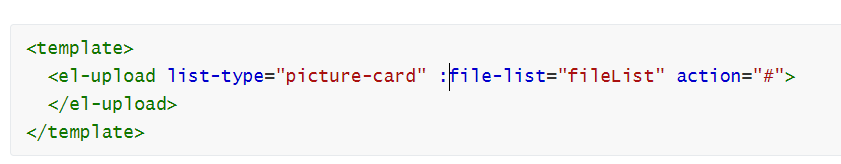 <template>
<el-upload list-type="picture-card" :file-list="fileList" action="#">
</el-upload>
</template>